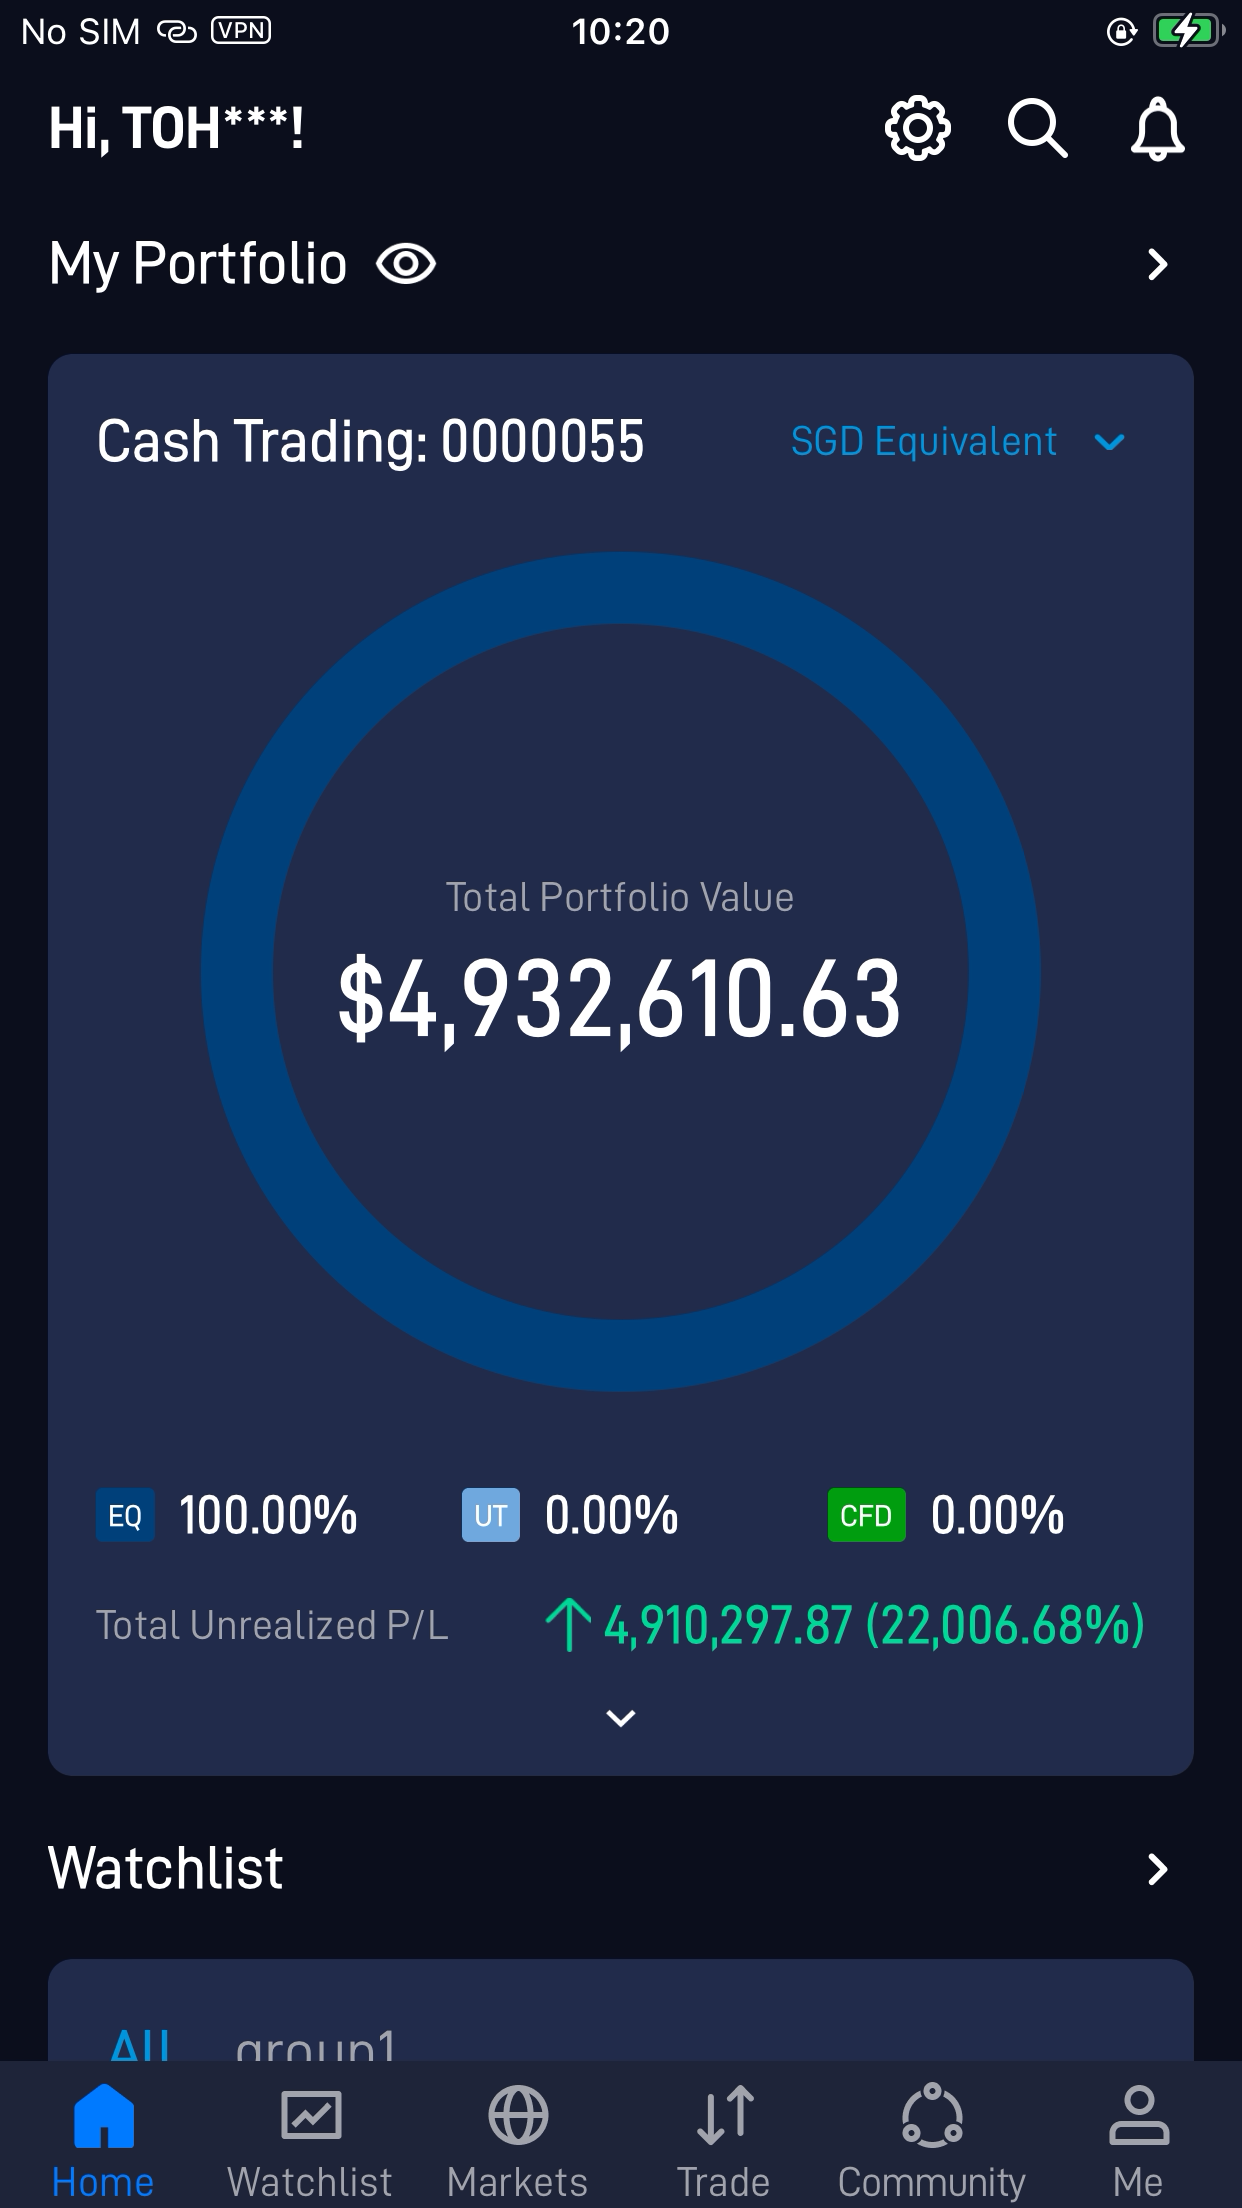 No SIM VPN 10:20
Hi, TOH***!
My Portfolio
Cash Trading: 0000055 SGD Equivalent
Total Portfolio Value
$4,932,610.63
EQ 100.00% UT 0.00% CFD 0.00%
Total Unrealized P/L 4,910,297.87 (22,006.68%)
Watchlist
All group1
Home Watchlist Markets Trade Community Me